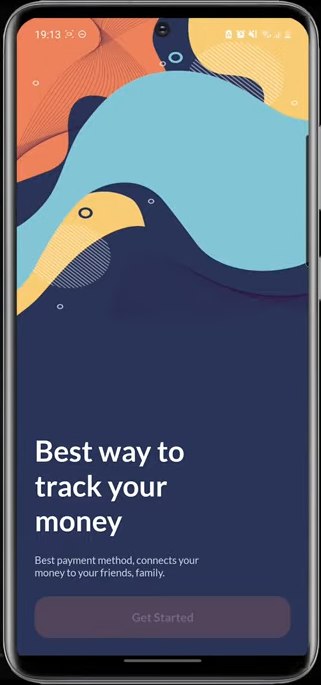 19:13
Best way to
track your
money
Best payment method, connects your
money to your friends, family.
Get Started